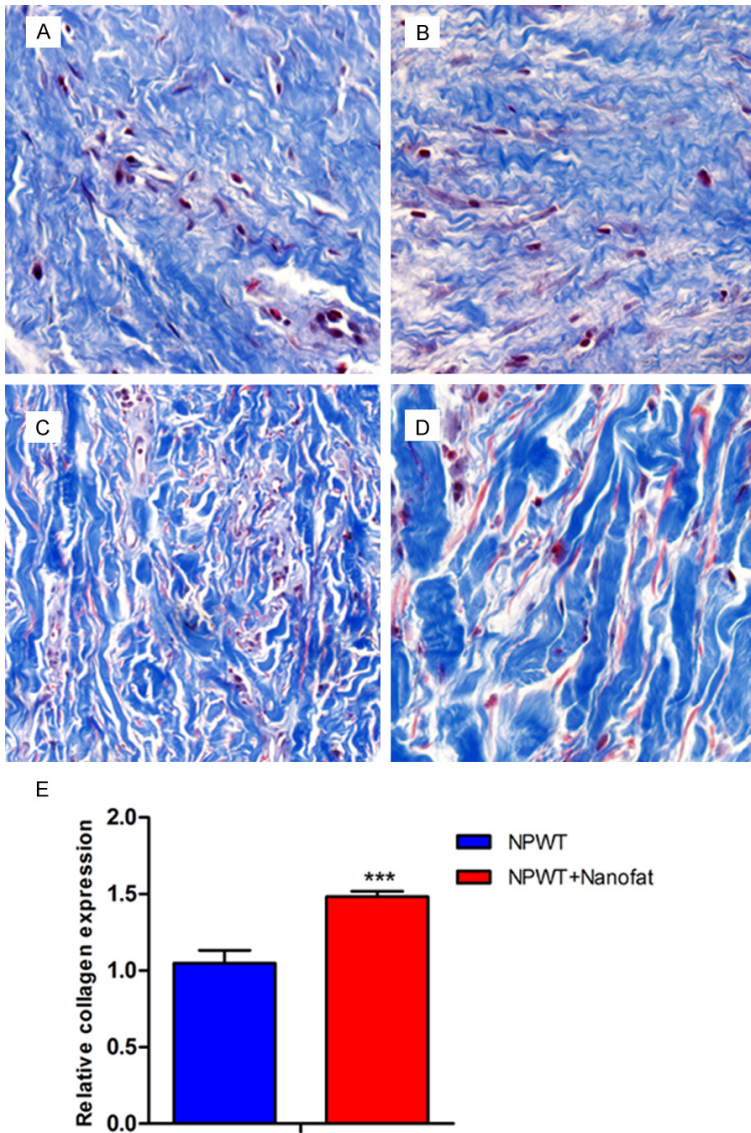 A
B
C
D
E
Relative collagen expression
2.0
1.5
1.0
0.5
0.0
***
NPWT
NPWT+Nanofat